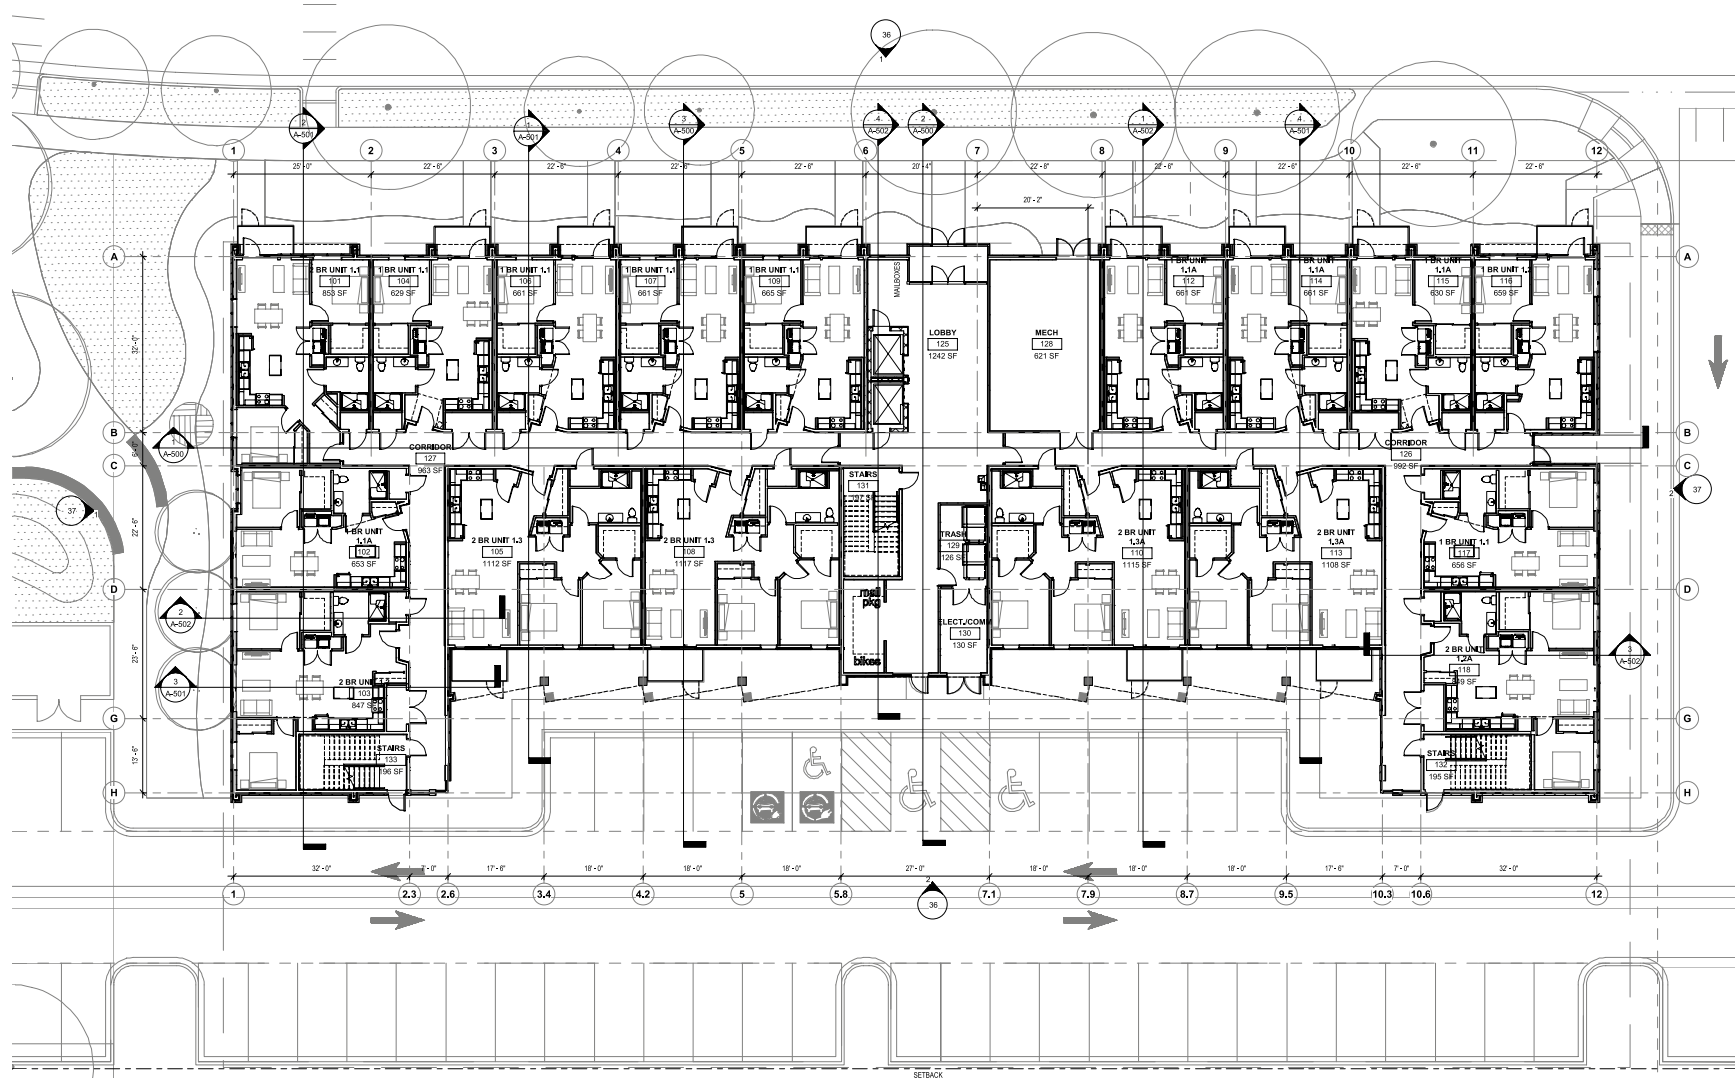 36
1
2
A-501
1
A-501
3
A-500
4
A-502
2
A-500
1
A-502
4
A-501
1 2 3 4 5 6 7 8 9 10 11 12
25' - 0" 22' - 6" 22' - 6" 22' - 6" 22' - 6" 20' - 4" 22' - 8" 22' - 6" 22' - 6" 22' - 6" 22' - 6"
20' - 2"
A
A
2 BR UNIT 1.1
101
853 SF
1 BR UNIT 1.1
104
629 SF
1 BR UNIT 1.1
106
661 SF
1 BR UNIT 1.1
107
661 SF
1 BR UNIT 1.1
109
665 SF
MAILBOXES
LOBBY
125
1242 SF
MECH
128
621 SF
1 BR UNIT
1.1A
112
661 SF
1 BR UNIT
1.1A
114
661 SF
1 BR UNIT
1.1A
115
630 SF
1 BR UNIT
116
659 SF
32' - 0"
B
B
1
A-500
6' - 0"
CORRIDOR
127
963 SF
CORRIDOR
126
992 SF
C
C
STAIRS
131
37
1
2
37
22' - 6"
1 BR UNIT
1.1A
102
653 SF
2 BR UNIT 1.3
105
1112 SF
2 BR UNIT 1.3
108
1117 SF
TRASH
129
126 SF
2 BR UNIT
1.3A
110
1115 SF
2 BR UNIT
1.3A
113
1108 SF
1 BR UNIT 1.1
117
656 SF
D
D
2
A-502
mail
pkg
ELECT./COMM
130
130 SF
bikes
23' - 6"
3
A-501
2 BR UNIT
103
847 SF
2 BR UNIT
1.2A
118
849 SF
3
A-502
G
G
13' - 6"
STAIRS
133
196 SF
STAIRS
132
195 SF
H
H
32' - 0" 7' - 0" 17' - 6" 18' - 0" 18' - 0" 18' - 0" 27' - 0" 18' - 0" 18' - 0" 18' - 0" 17' - 6" 7' - 0" 32' - 0"
1 2.3 2.6 3.4 4.2 5 5.8 7.1 7.9 8.7 9.5 10.3 10.6 12
2
36
SETBACK